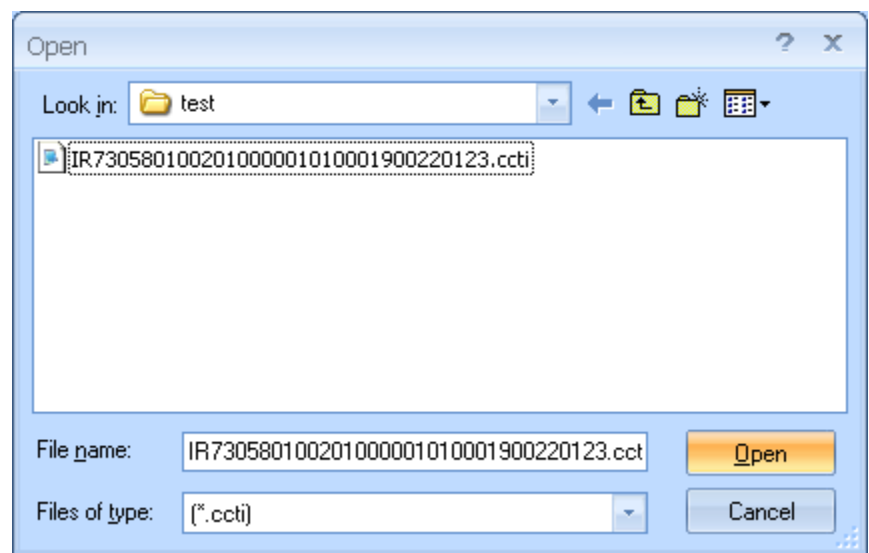 Open
Look in: test
IR730580100201000001010001900220123.ccti
File name: IR730580100201000001010001900220123.cct
Open
Files of type: (*.ccti)
Cancel